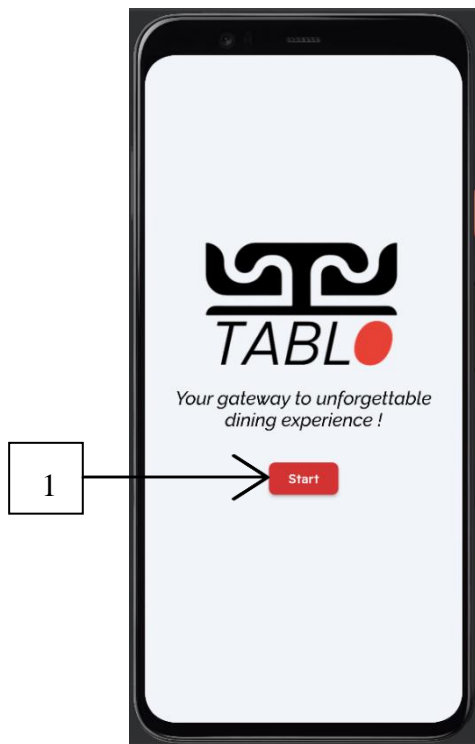 TABLO
Your gateway to unforgettable
dining experience !
1
Start